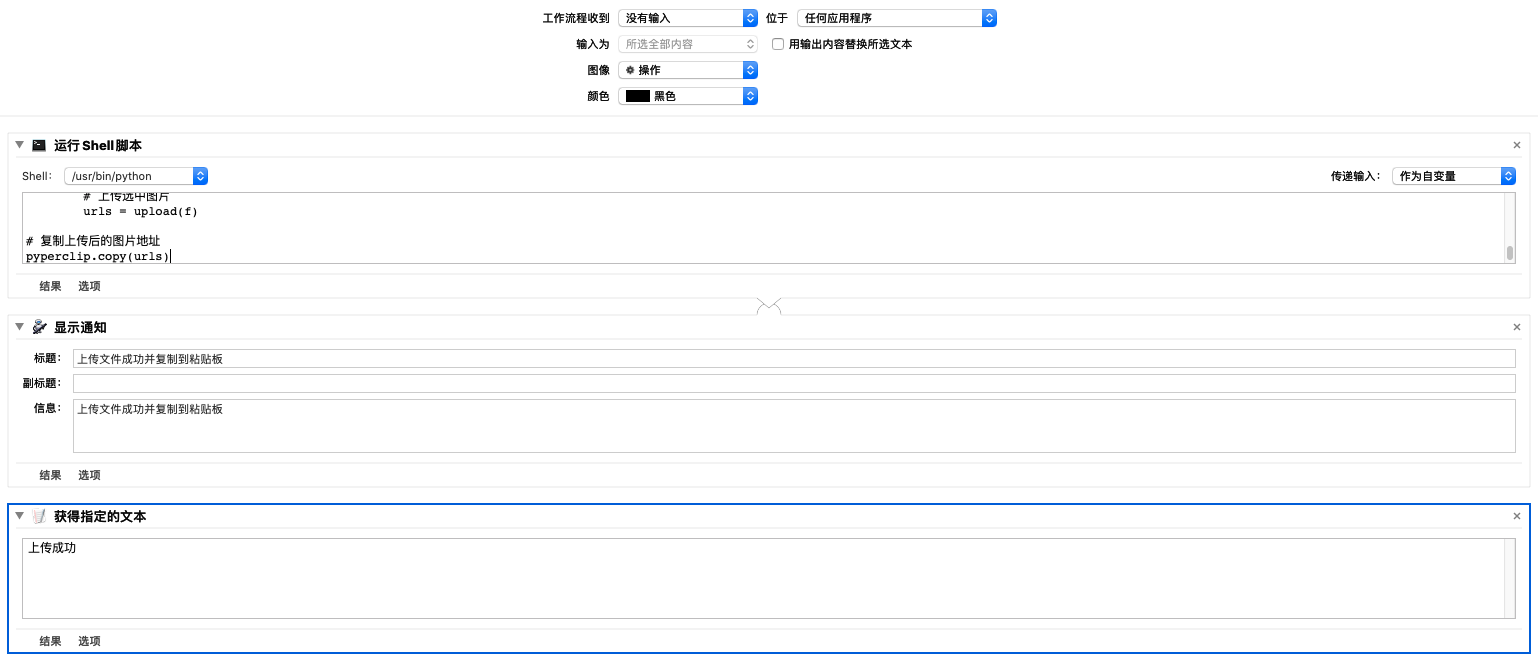 工作流程收到 没有输入 位于 任何应用程序
输入为 所选全部内容 用输出内容替换所选文本
图像 操作
颜色 黑色
运行 Shell 脚本
Shell: /usr/bin/python 传递输入: 作为自变量
# 上传选中图片
urls = upload(f)
# 复制上传后的图片地址
pyperclip.copy(urls)
结果 选项
显示通知
标题: 上传文件成功并复制到粘贴板
副标题:
信息: 上传文件成功并复制到粘贴板
结果 选项
获得指定的文本
上传成功
结果 选项